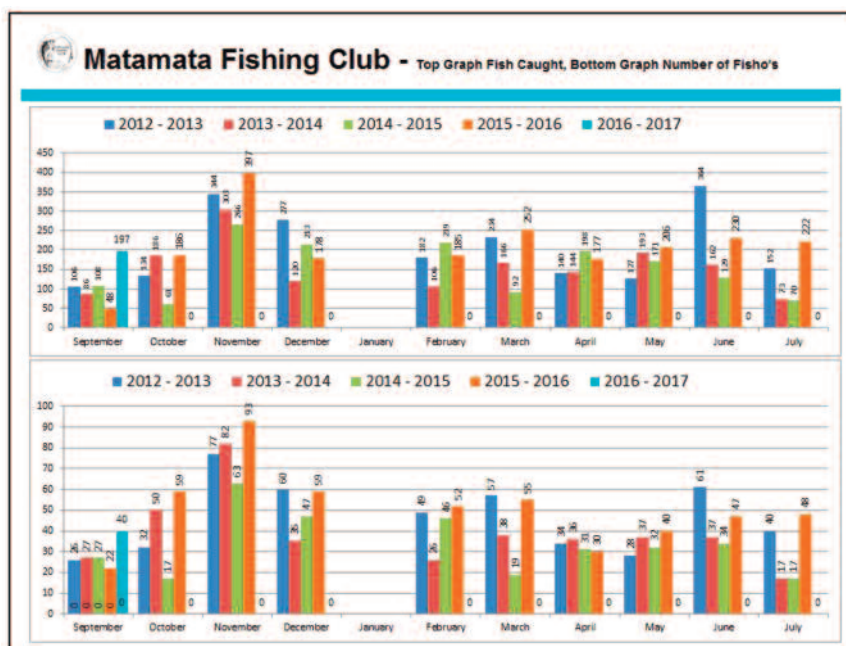 Matamata Fishing Club - Top Graph Fish Caught, Bottom Graph Number of Fisho's
2012 - 2013 2013 - 2014 2014 - 2015 2015 - 2016 2016 - 2017
450
400
350
300
250
200
150
100
50
0
106 86 108 48 197
134 186 61 186 0
344 303 266 397 0
277 120 213 178 0
182 106 219 185 0
234 166 92 252 0
140 144 198 177 0
127 193 171 206 0
364 162 129 230 0
152 73 70 222 0
September October November December January February March April May June July
2012 - 2013 2013 - 2014 2014 - 2015 2015 - 2016 2016 - 2017
100
90
80
70
60
50
40
30
20
10
0
26 27 27 22 40
0 0 0 0 0
32 50 17 59 0
77 82 63 93 0
60 35 47 59 0
49 26 46 52 0
57 38 19 55 0
34 36 31 30 0
28 37 32 40 0
61 37 34 47 0
40 17 17 48 0
September October November December January February March April May June July